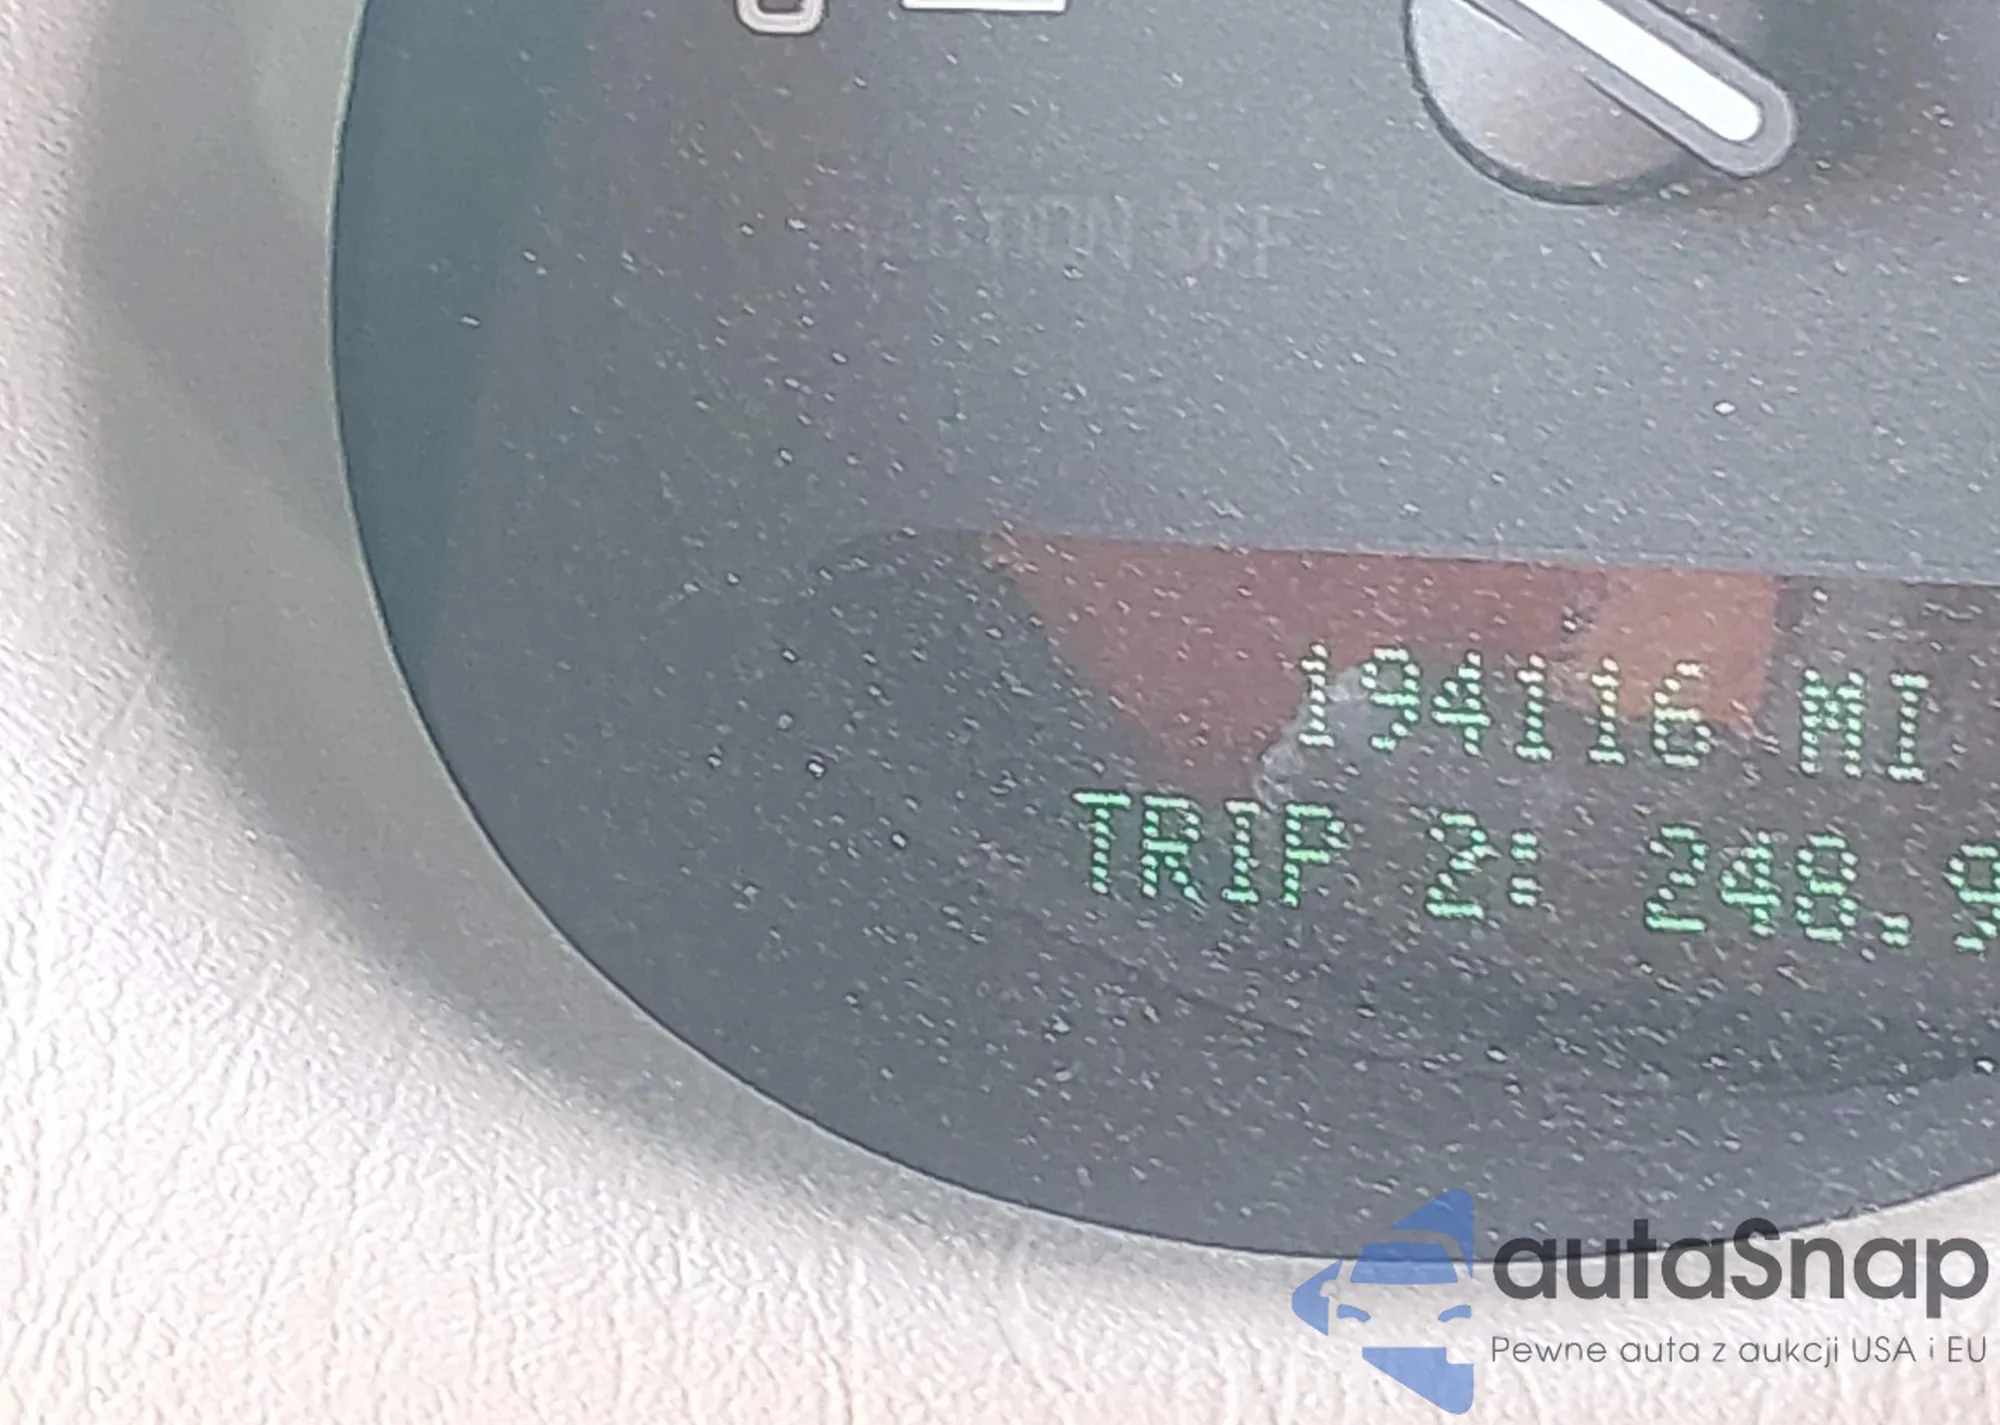 C
194116 MI
TRIP 2: 248.9
autaSnap
Pewne auta z aukcji USA i EU